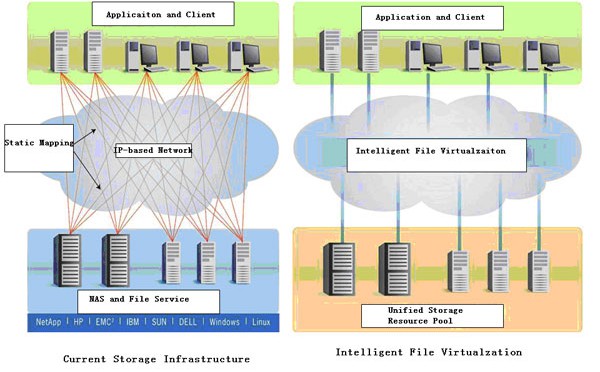 Applicaiton and Client
Static Mapping
IP-based Network
NAS and File Service
NetApp | HP | EMC² | IBM | SUN | DELL | Windows | Linux
Current Storage Infrastructure
Application and Client
Intelligent File Virtualzaiton
Unified Storage
Resource Pool
Intelligent File Virtualzation